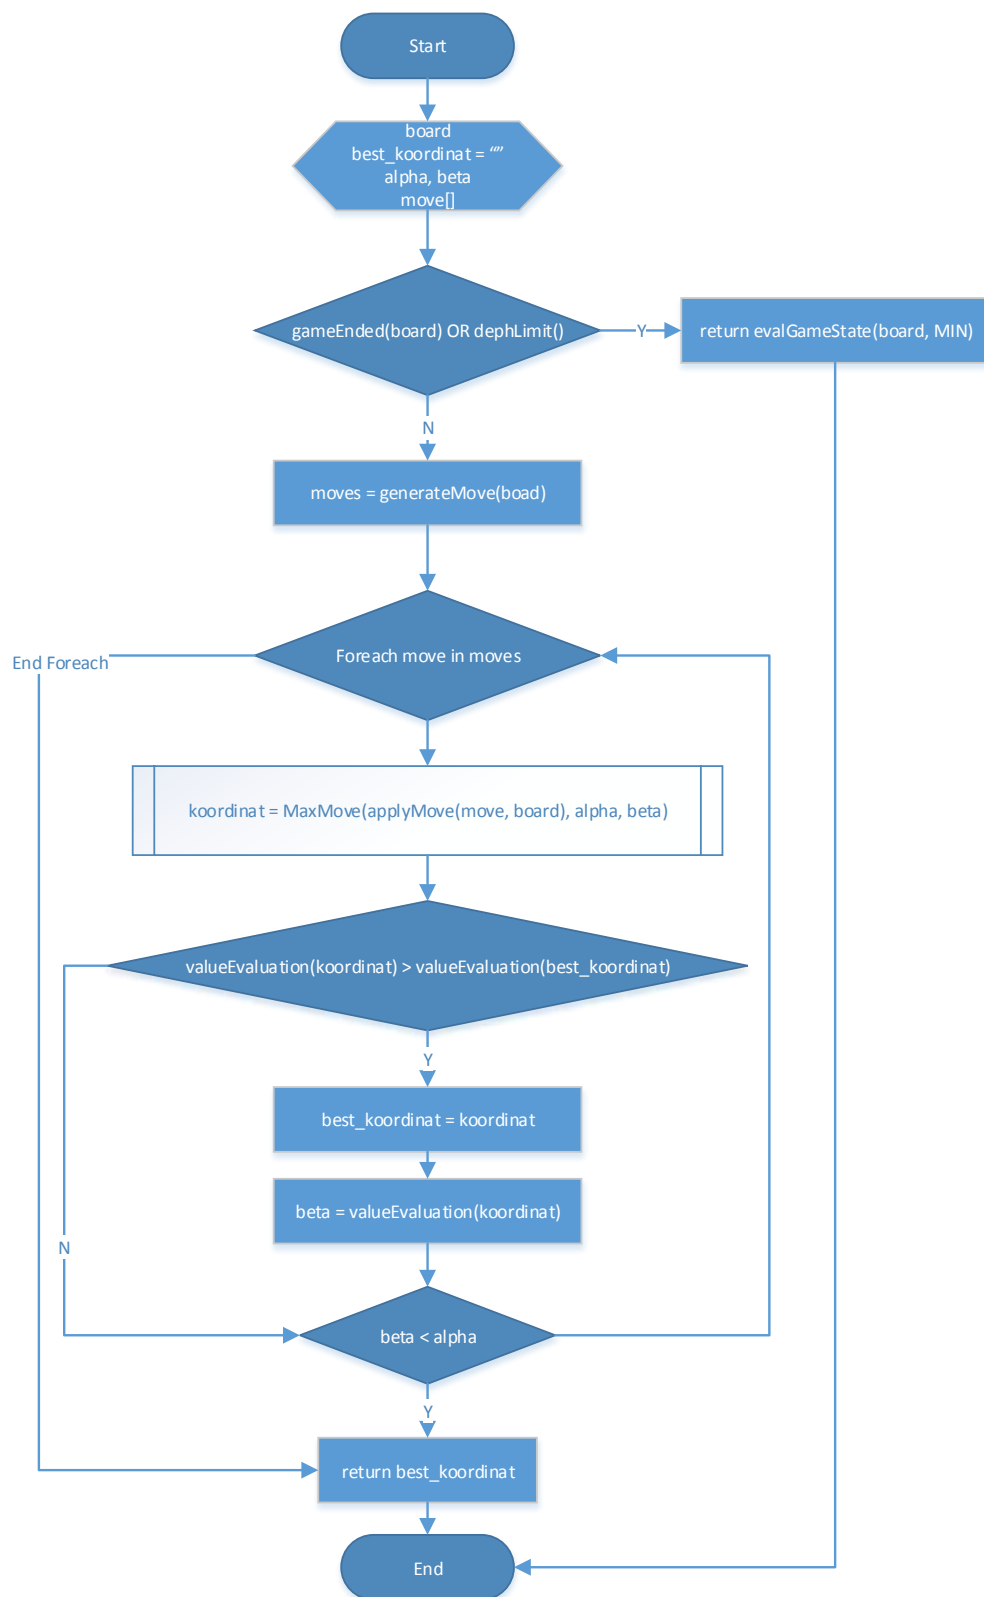 Start
board
best_koordinat = “”
alpha, beta
move[]
gameEnded(board) OR dephLimit()
Y
return evalGameState(board, MIN)
N
moves = generateMove(boad)
Foreach move in moves
End Foreach
koordinat = MaxMove(applyMove(move, board), alpha, beta)
valueEvaluation(koordinat) > valueEvaluation(best_koordinat)
Y
best_koordinat = koordinat
beta = valueEvaluation(koordinat)
N
beta < alpha
Y
return best_koordinat
End